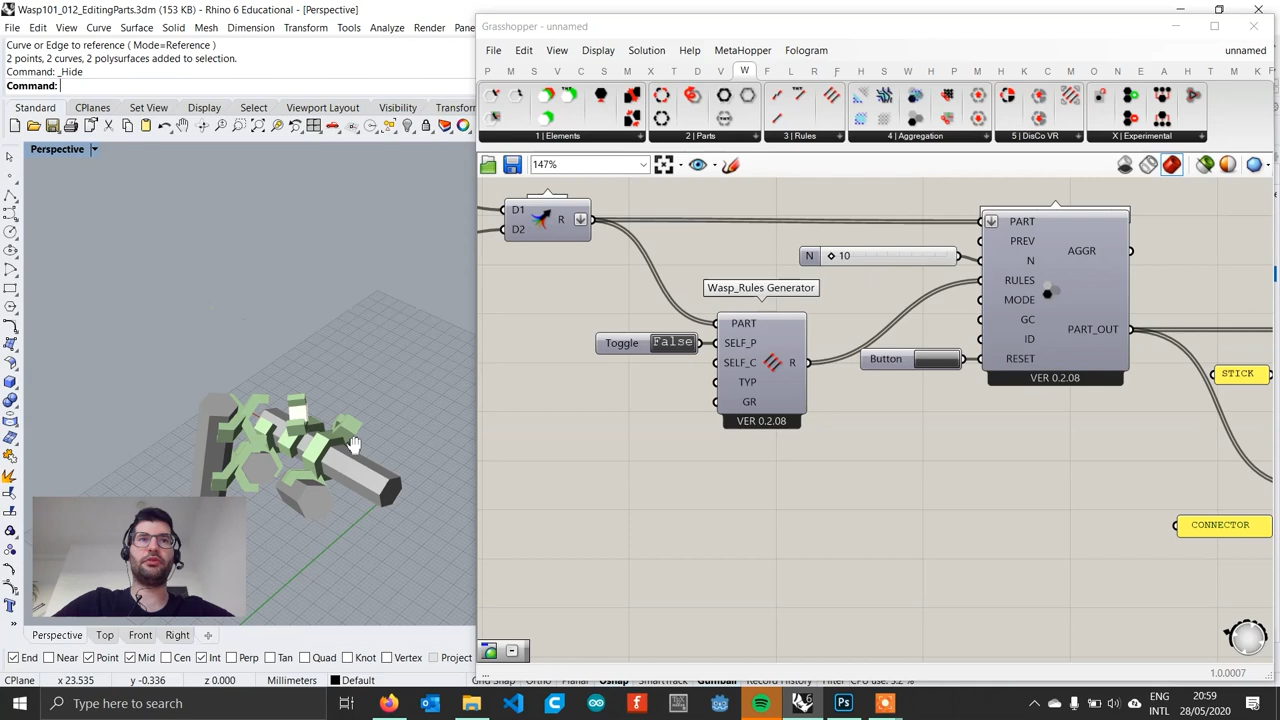 Wasp101_012_EditingParts.3dm (153 KB) - Rhino 6 Educational - [Perspective]
File Edit View Curve Surface Solid Mesh Dimension Transform Tools Analyze Render
Curve or Edge to reference ( Mode=Reference )
2 points, 2 curves, 2 polysurfaces added to selection.
Command: _Hide
Command:
Standard CPlanes Set View Display Select Viewport Layout Visibility Transform
Perspective
Grasshopper - unnamed
File Edit View Solution Display Help MetaHopper Fologram unnamed
P M S V I M X T D V W F L F G L H S W C H M C K O N C B M K
1 | Elements 2 | Parts 3 | Rules 4 | Aggregation 5 | DisCo VR X | Experimental
147%
D1
D2
R
N
10
Wasp_Rules Generator
Toggle False
PART
SELF_P
SELF_C
TYP
GR
R
VER 0.2.08
Button
PART
PREV
N
RULES
MODE
GC
ID
RESET
AGGR
PART_OUT
VER 0.2.08
STICK
CONNECTOR
1.0.0007
Perspective Top Front Right
End Near Point Mid Cen Int Perp Tan Quad Knot Vertex Project
CPlane x 23.535 y -0.336 z 0.000 Millimeters Default
Type here to search
ENG
INTL
20:59
28/05/2020